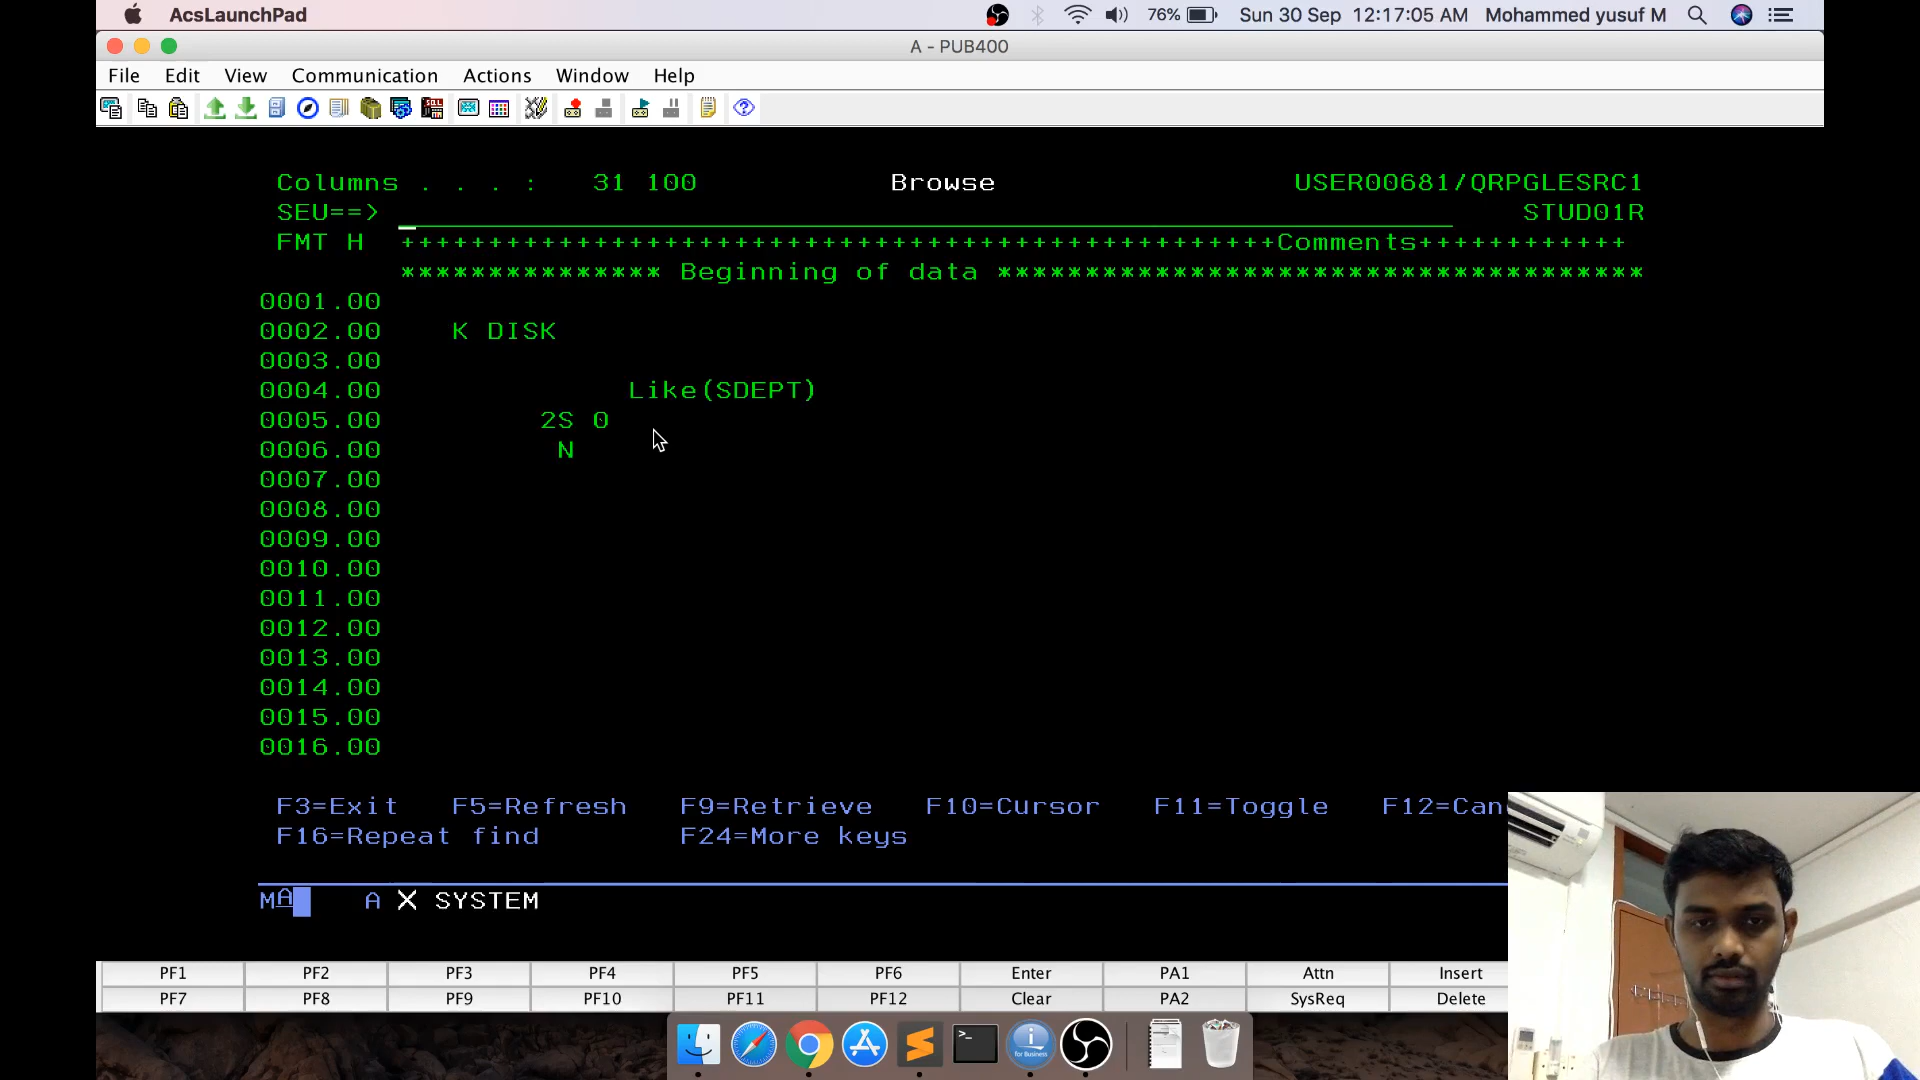 AcsLaunchPad 76% Sun 30 Sep 12:17:05 AM Mohammed yusuf M
A - PUB400
File Edit View Communication Actions Window Help
Columns . . . : 31 100 Browse USER00681/QRPGLESRC1
SEU==> STUD01R
FMT H ++++++++++++++++++++++++++++++++++++++++++++++++++Comments++++++++++++
*************** Beginning of data *************************************
0001.00
0002.00 K DISK
0003.00
0004.00 Like(SDEPT)
0005.00 2S 0
0006.00 N
0007.00
0008.00
0009.00
0010.00
0011.00
0012.00
0013.00
0014.00
0015.00
0016.00
F3=Exit F5=Refresh F9=Retrieve F10=Cursor F11=Toggle F12=Can
F16=Repeat find F24=More keys
MA A X SYSTEM
PF1 PF2 PF3 PF4 PF5 PF6 Enter PA1 Attn Insert
PF7 PF8 PF9 PF10 PF11 PF12 Clear PA2 SysReq Delete
i
for Business